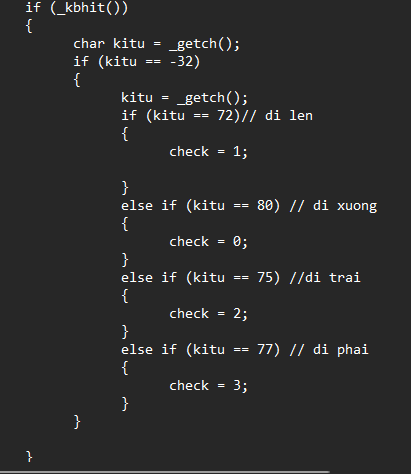 if (_kbhit())
{
char kitu = _getch();
if (kitu == -32)
{
kitu = _getch();
if (kitu == 72)// di len
{
check = 1;
}
else if (kitu == 80) // di xuong
{
check = 0;
}
else if (kitu == 75) //di trai
{
check = 2;
}
else if (kitu == 77) // di phai
{
check = 3;
}
}
}